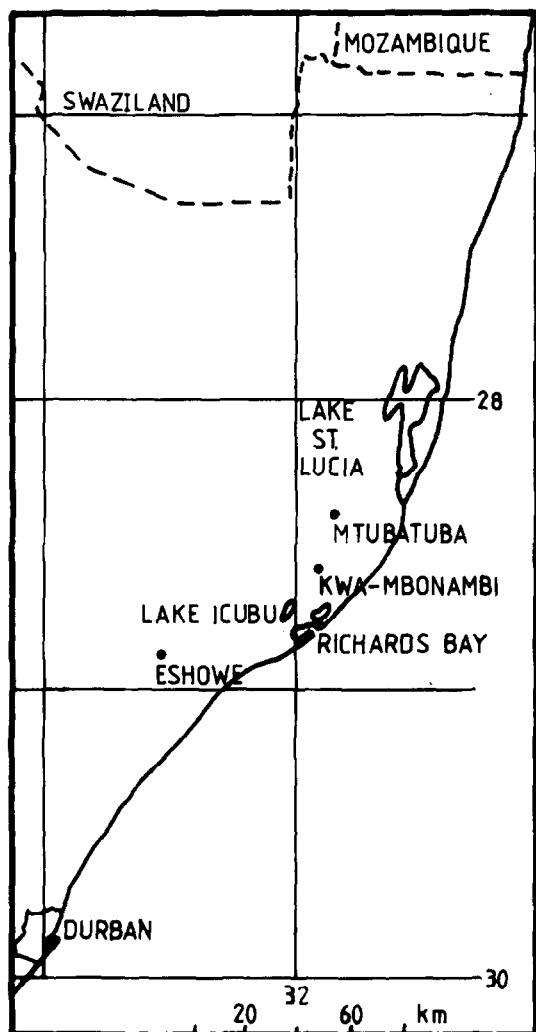 MOZAMBIQUE
SWAZILAND
28
LAKE
ST.
LUCIA
MTUBATUBA
KWA-MBONAMBI
LAKE ICUBU
RICHARDS BAY
ESHOWE
DURBAN
30
32
20 60 km